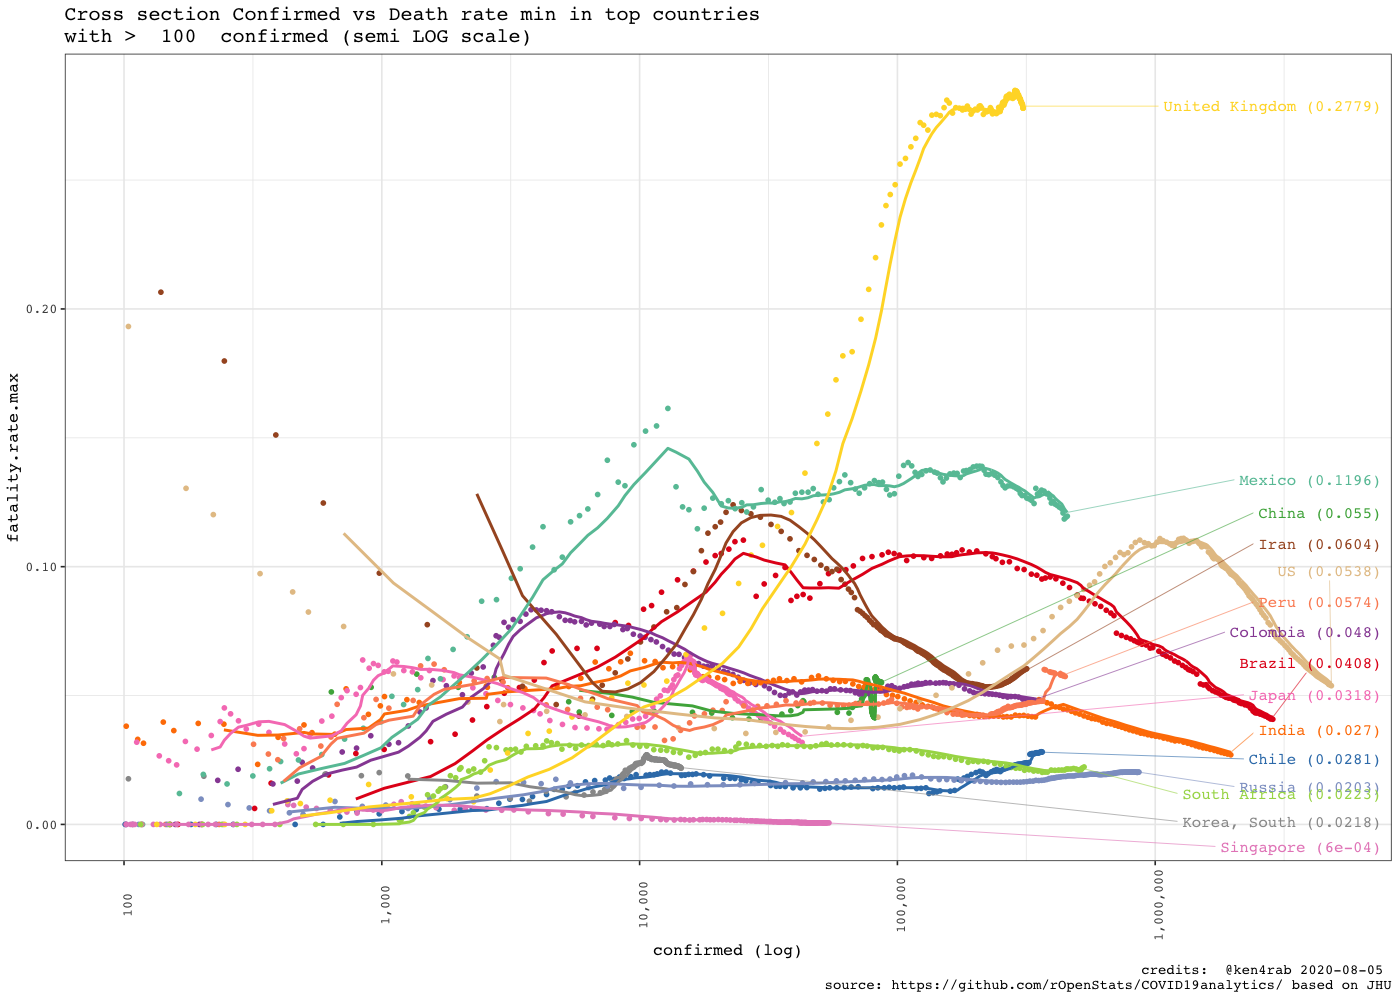 Cross section Confirmed vs Death rate min in top countries
with >  100  confirmed (semi LOG scale)
fatality.rate.max
0.20
0.10
0.00
United Kingdom (0.2779)
Mexico (0.1196)
China (0.055)
Iran (0.0604)
US (0.0538)
Peru (0.0574)
Colombia (0.048)
Brazil (0.0408)
Japan (0.0318)
India (0.027)
Chile (0.0281)
Russia (0.0203)
South Africa (0.0223)
Korea, South (0.0218)
Singapore (6e-04)
100
1,000
10,000
100,000
1,000,000
confirmed (log)
credits:  @ken4rab 2020-08-05
source: https://github.com/rOpenStats/COVID19analytics/ based on JHU